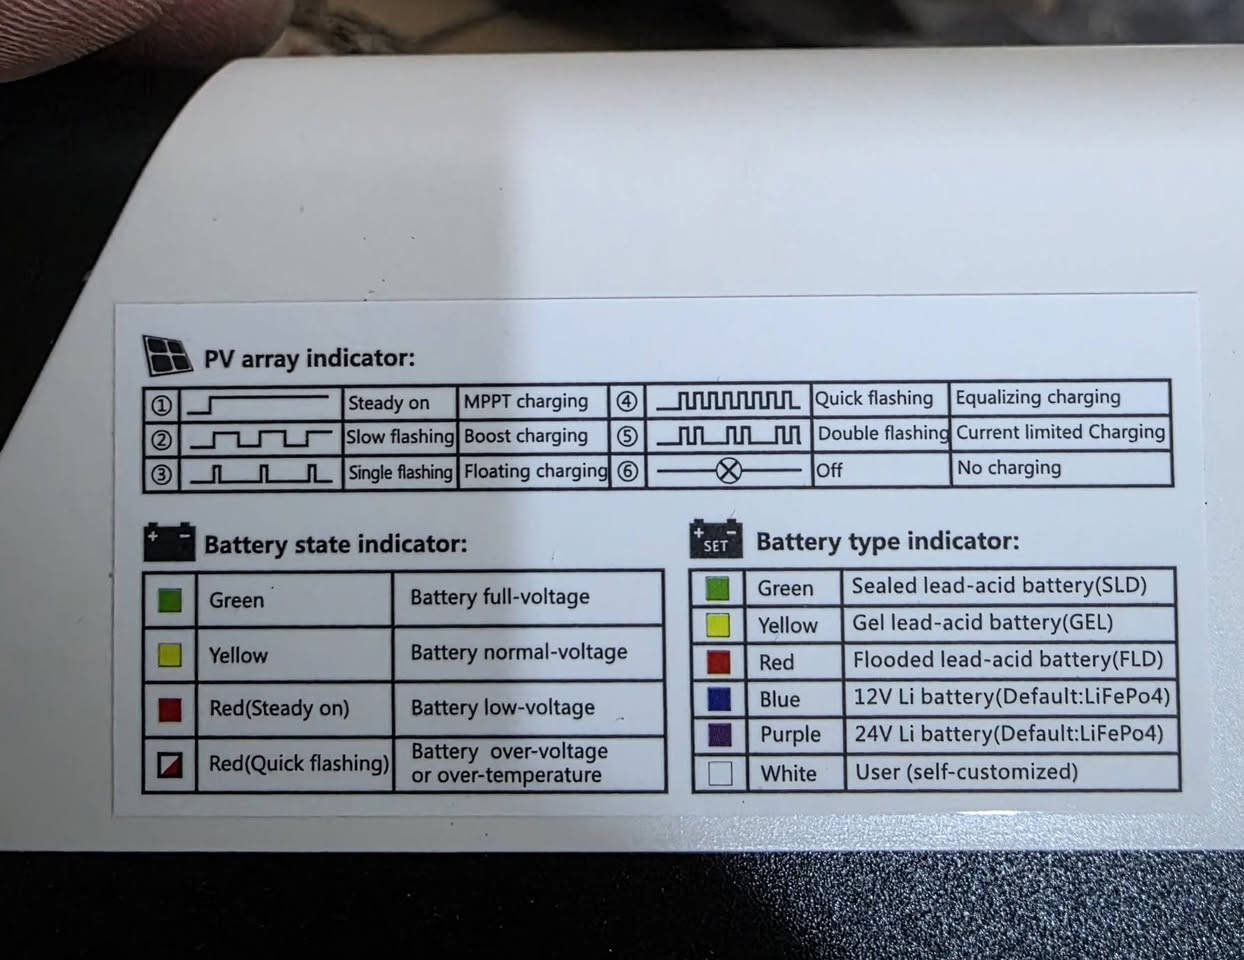 PV array indicator:
① Steady on MPPT charging ④ Quick flashing Equalizing charging
② Slow flashing Boost charging ⑤ Double flashing Current limited Charging
③ Single flashing Floating charging ⑥ Off No charging
+ - Battery state indicator:
Green Battery full-voltage
Yellow Battery normal-voltage
Red(Steady on) Battery low-voltage
Red(Quick flashing) Battery over-voltage
or over-temperature
+ - SET Battery type indicator:
Green Sealed lead-acid battery(SLD)
Yellow Gel lead-acid battery(GEL)
Red Flooded lead-acid battery(FLD)
Blue 12V Li battery(Default:LiFePo4)
Purple 24V Li battery(Default:LiFePo4)
White User (self-customized)